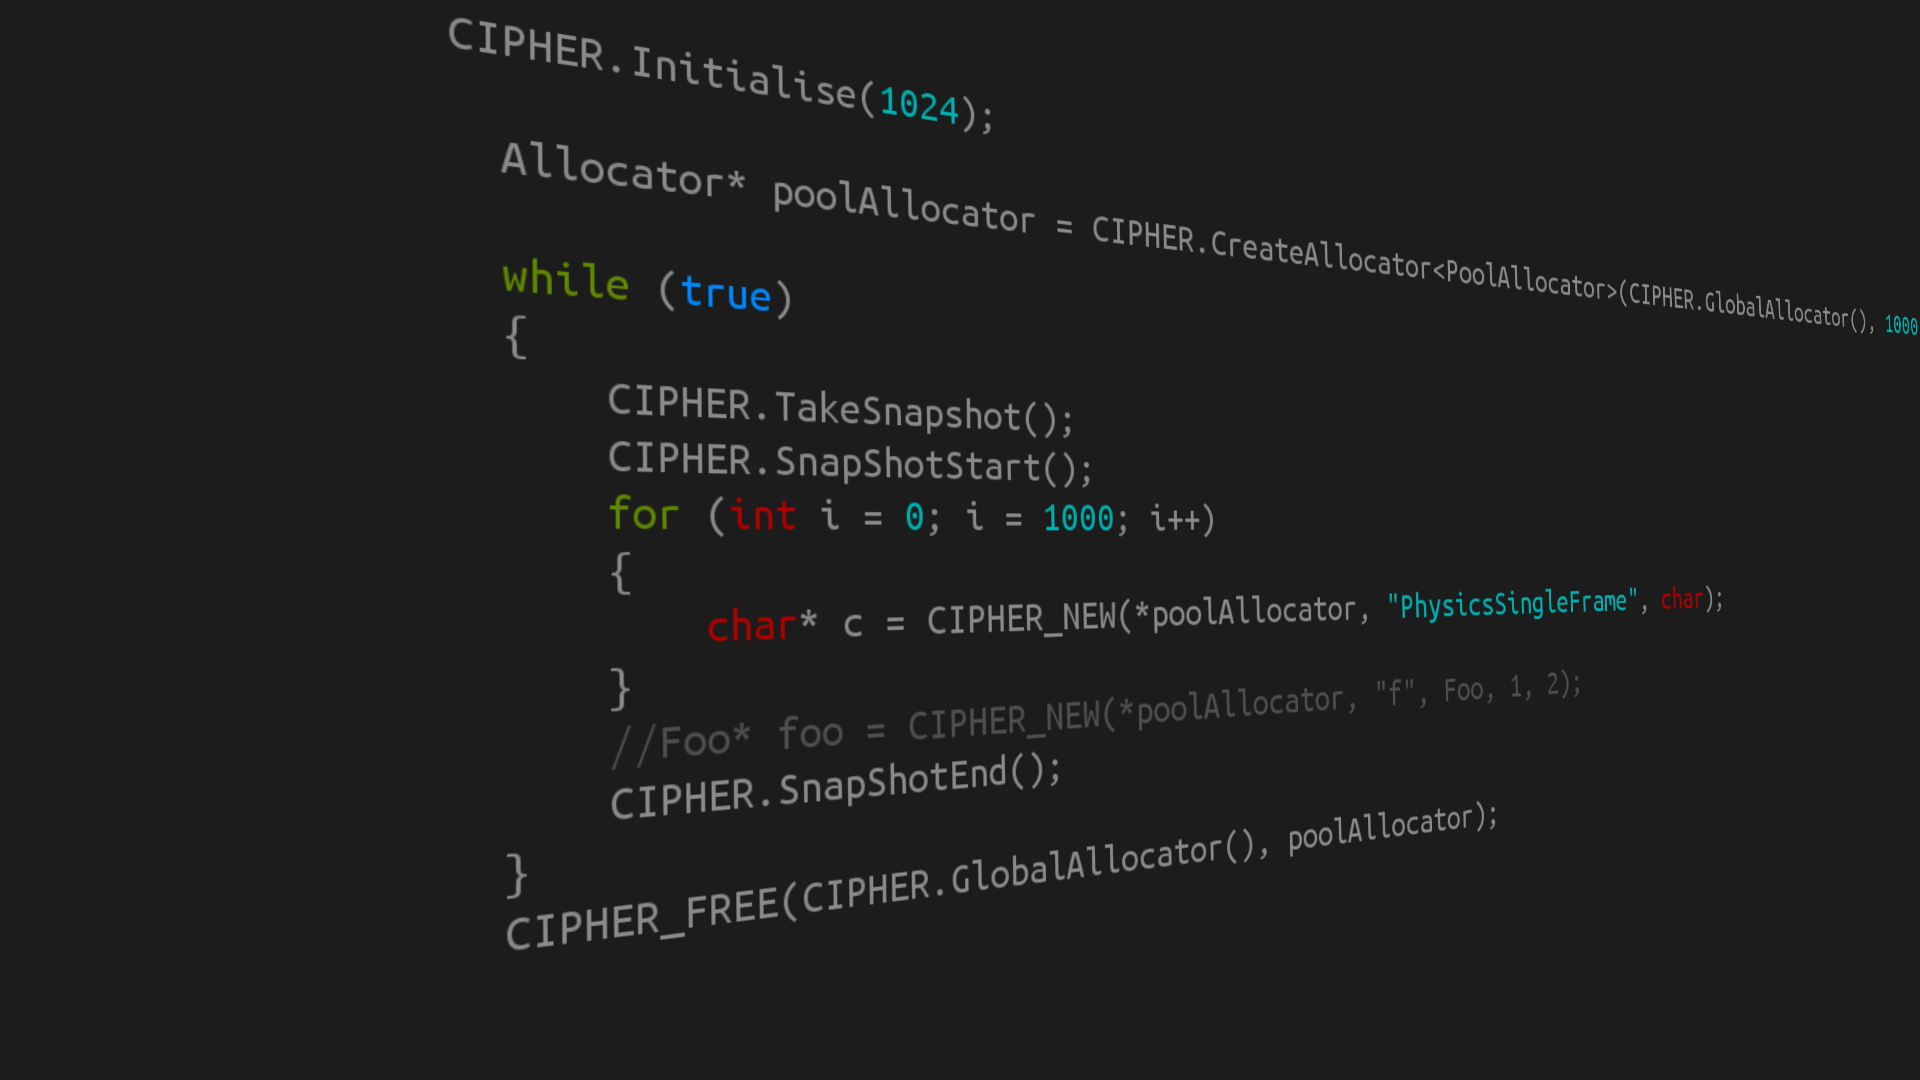 CIPHER.Initialise(1024);
Allocator* poolAllocator = CIPHER.CreateAllocator<PoolAllocator>(CIPHER.GlobalAllocator(), 1000
while (true)
{
CIPHER.TakeSnapshot();
CIPHER.SnapShotStart();
for (int i = 0; i = 1000; i++)
{
char* c = CIPHER_NEW(*poolAllocator, "PhysicsSingleFrame", char);
}
//Foo* foo = CIPHER_NEW(*poolAllocator, "f", Foo, 1, 2);
CIPHER.SnapShotEnd();
}
CIPHER_FREE(CIPHER.GlobalAllocator(), poolAllocator);